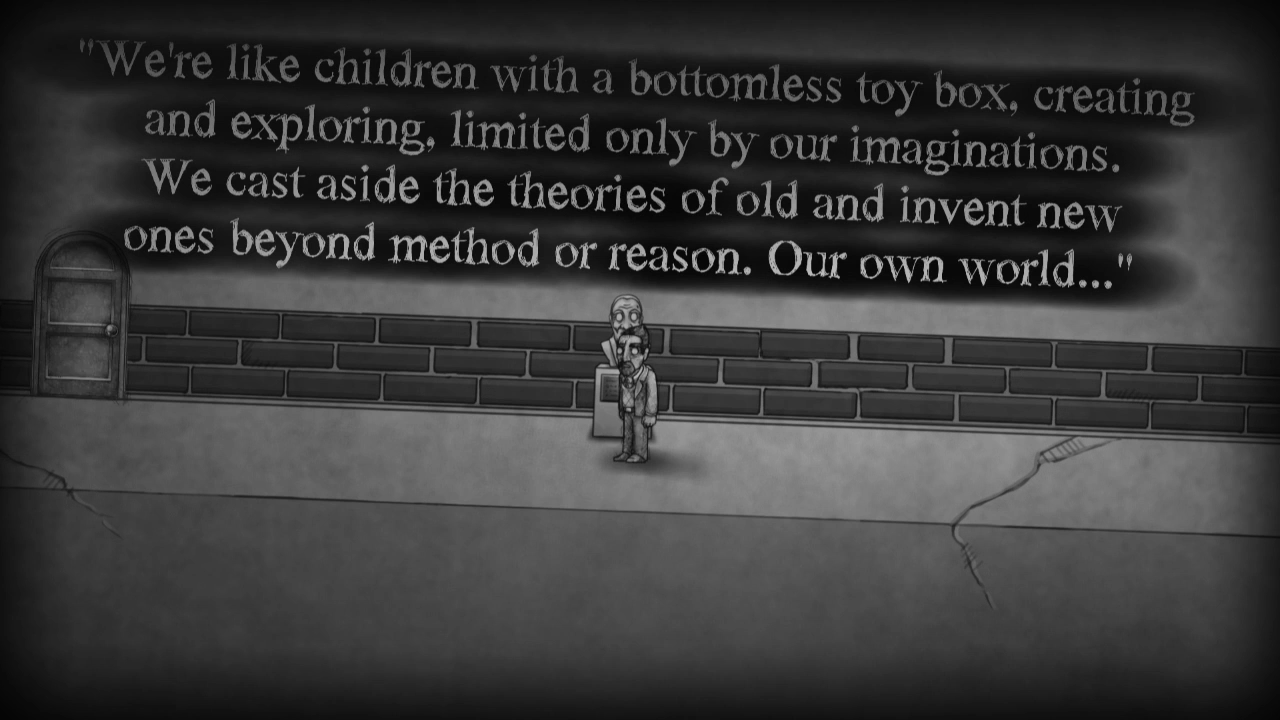 "We're like children with a bottomless toy box, creating
and exploring, limited only by our imaginations.
We cast aside the theories of old and invent new
ones beyond method or reason. Our own world..."